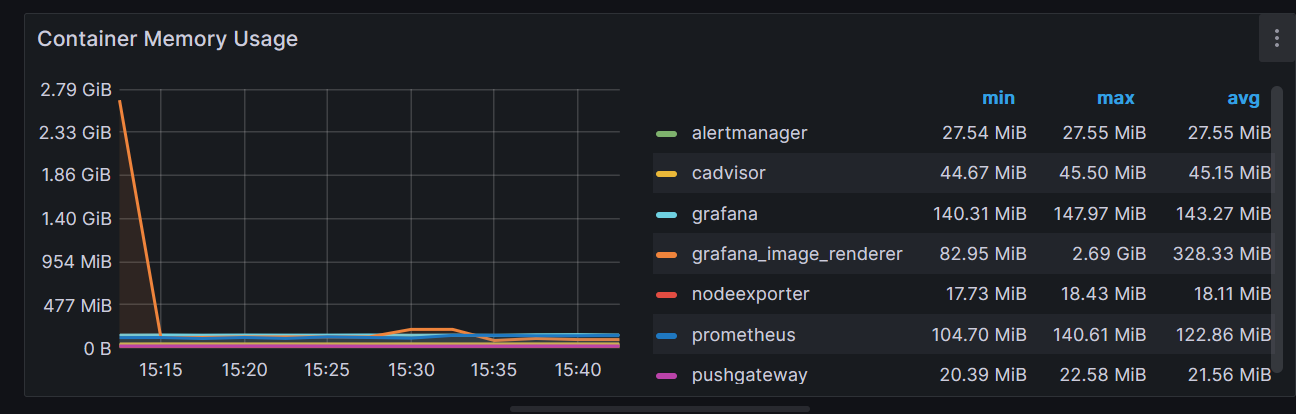 Container Memory Usage
2.79 GiB
2.33 GiB
1.86 GiB
1.40 GiB
954 MiB
477 MiB
0 B
15:15 15:20 15:25 15:30 15:35 15:40
min max avg
alertmanager 27.54 MiB 27.55 MiB 27.55 MiB
cadvisor 44.67 MiB 45.50 MiB 45.15 MiB
grafana 140.31 MiB 147.97 MiB 143.27 MiB
grafana_image_renderer 82.95 MiB 2.69 GiB 328.33 MiB
nodeexporter 17.73 MiB 18.43 MiB 18.11 MiB
prometheus 104.70 MiB 140.61 MiB 122.86 MiB
pushgateway 20.39 MiB 22.58 MiB 21.56 MiB